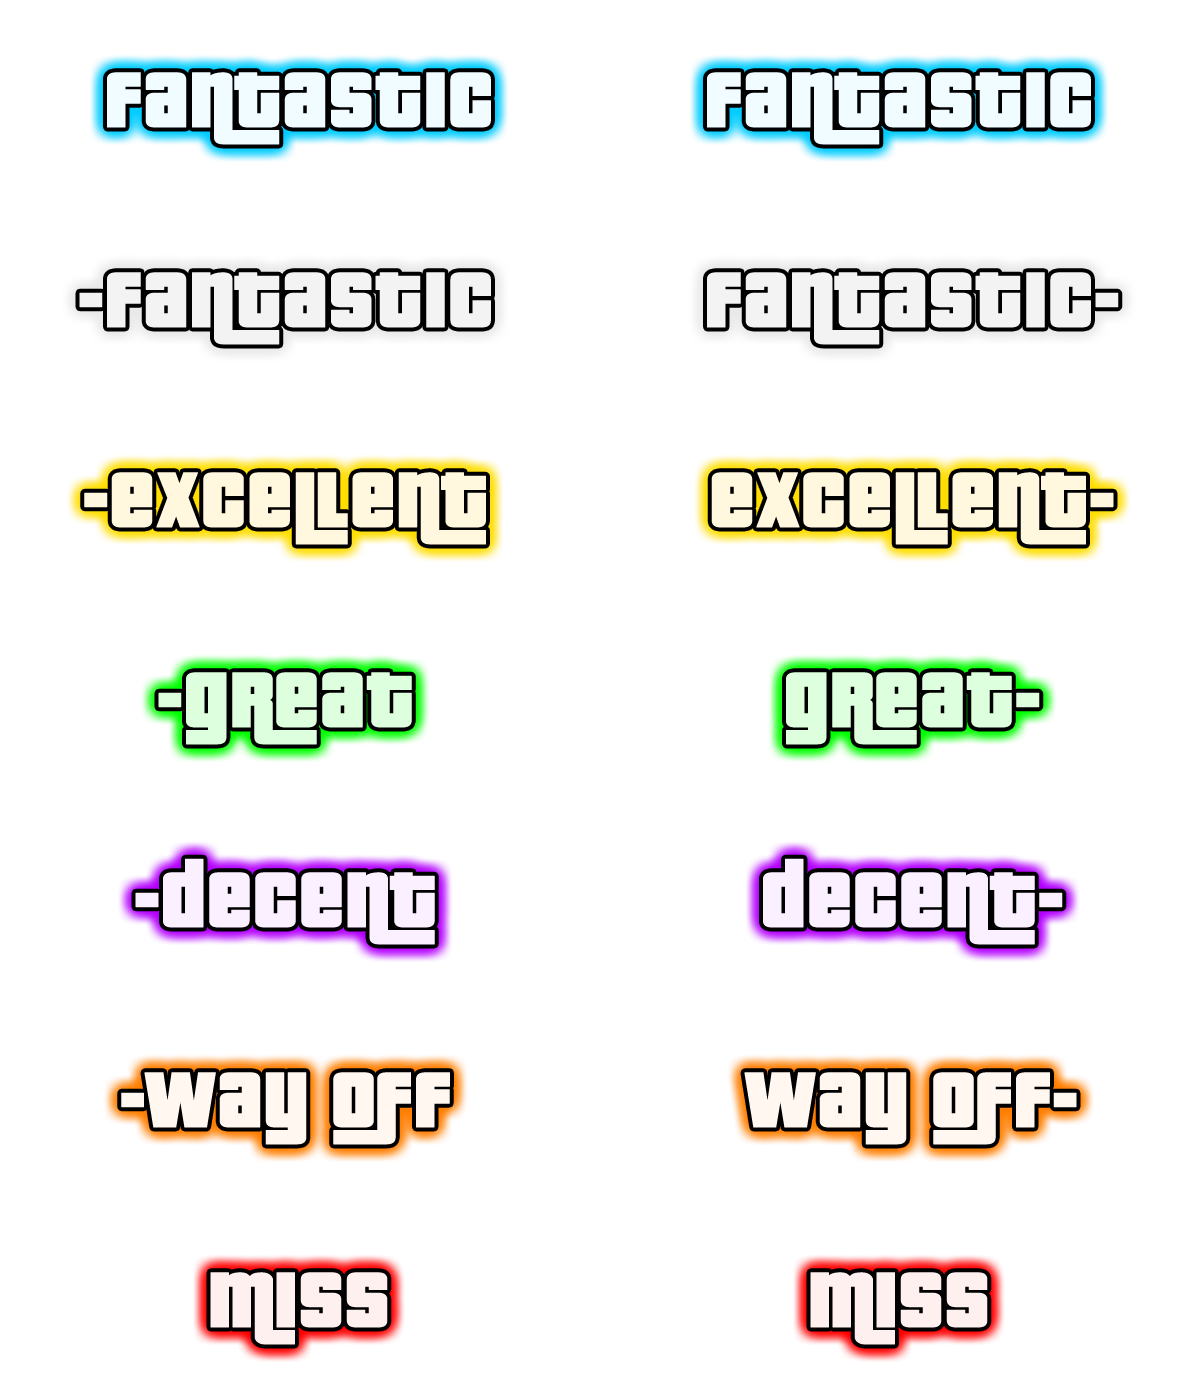 fantastic fantastic
-fantastic fantastic-
-excellent excellent-
-great great-
-decent decent-
-way off way off-
miss miss